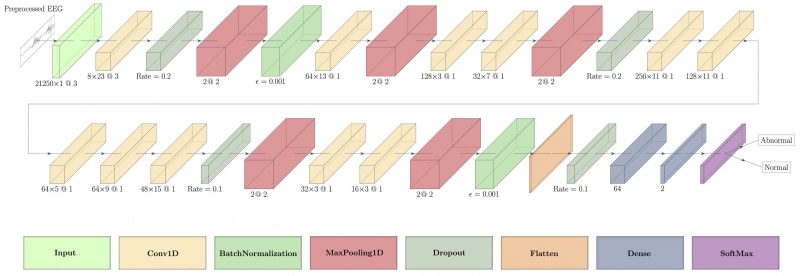 Preprocessed EEG
21250×1 @ 3
8×23 @ 3
Rate = 0.2
2@ 2
ϵ = 0.001
64×13 @ 1
2@ 2
128×3 @ 1
32×7 @ 1
2@ 2
Rate = 0.2
256×11 @ 1
128×11 @ 1
64×5 @ 1
64×9 @ 1
48×15 @ 1
Rate = 0.1
2@ 2
32×3 @ 1
16×3 @ 1
2@ 2
ϵ = 0.001
Rate = 0.1
64
2
Abnormal
Normal
Input
Conv1D
BatchNormalization
MaxPooling1D
Dropout
Flatten
Dense
SoftMax